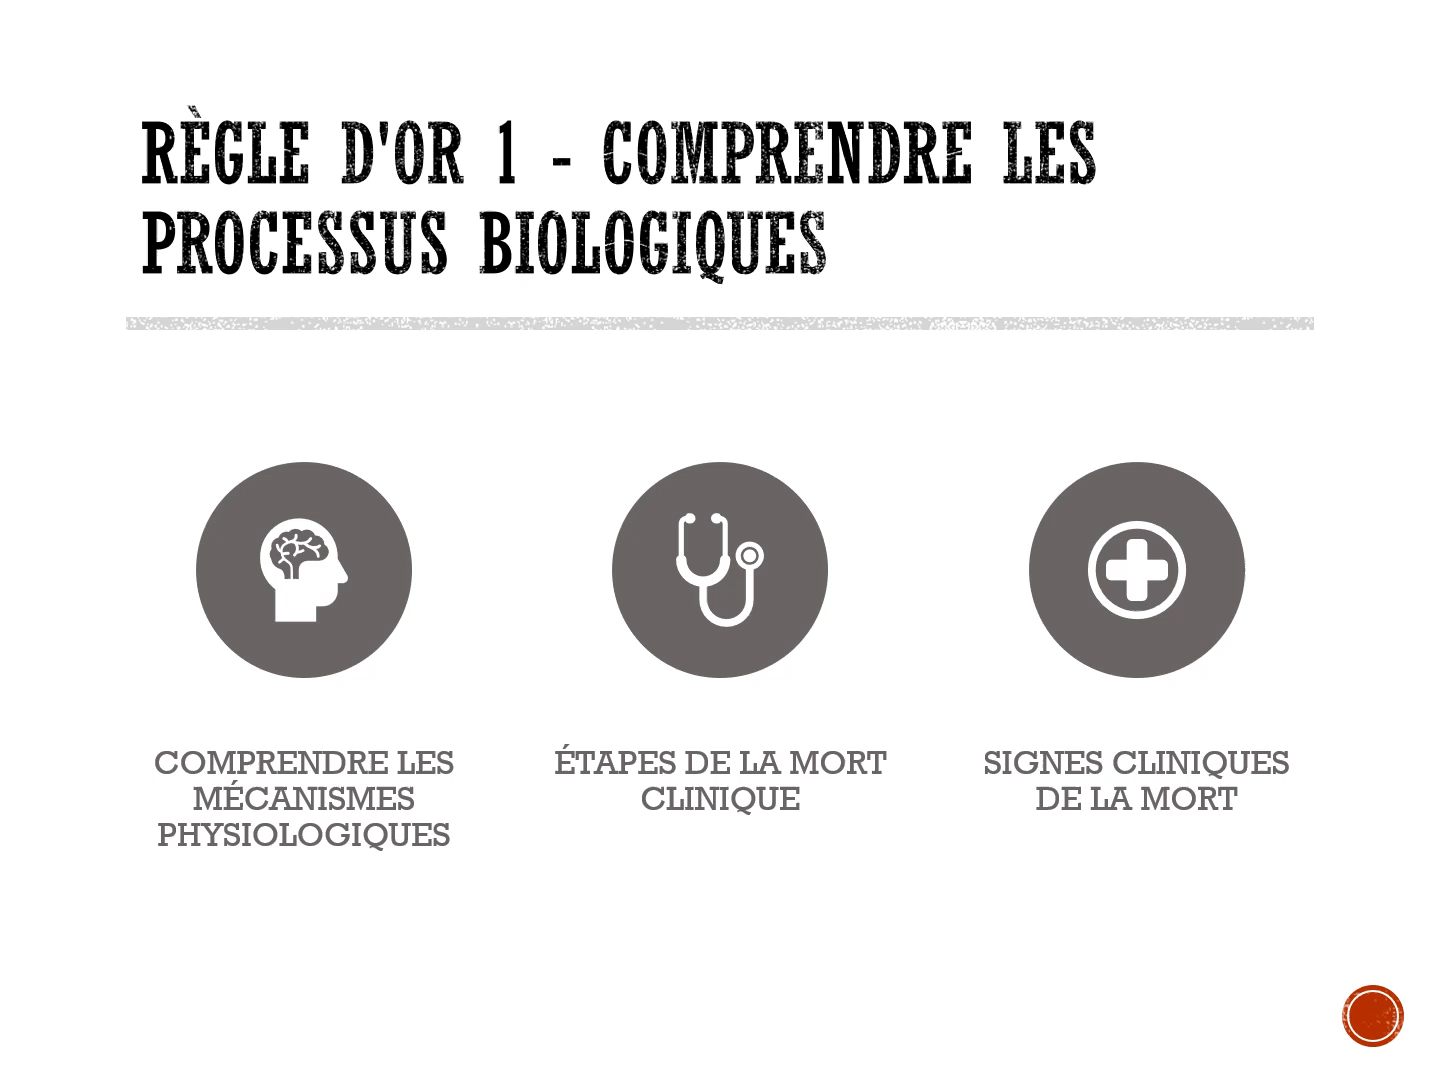 RÈGLE D'OR 1 - COMPRENDRE LES
PROCESSUS BIOLOGIQUES
COMPRENDRE LES
MÉCANISMES
PHYSIOLOGIQUES
ÉTAPES DE LA MORT
CLINIQUE
SIGNES CLINIQUES
DE LA MORT